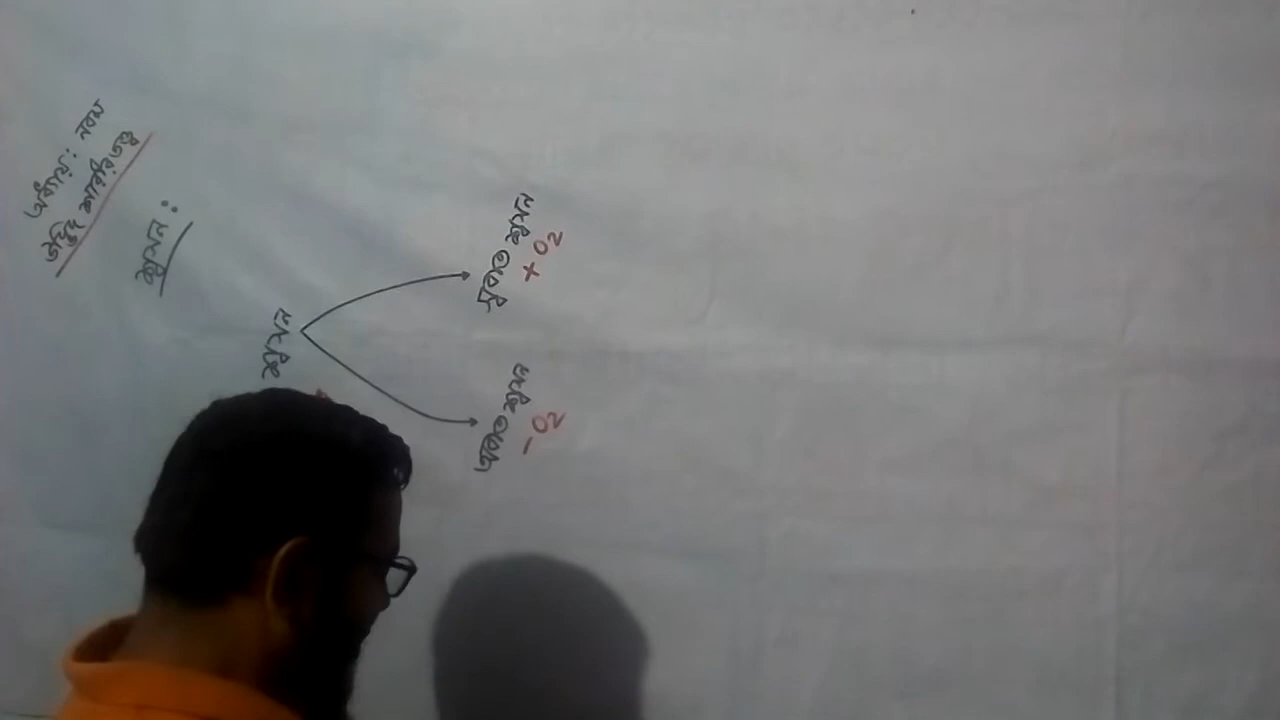 অধ্যায়: নবম
উদ্ভিদ শারীরতত্ত্ব
শ্বসন:
শ্বসন
সবাত শ্বসন
+ O₂
অবাত শ্বসন
- O₂